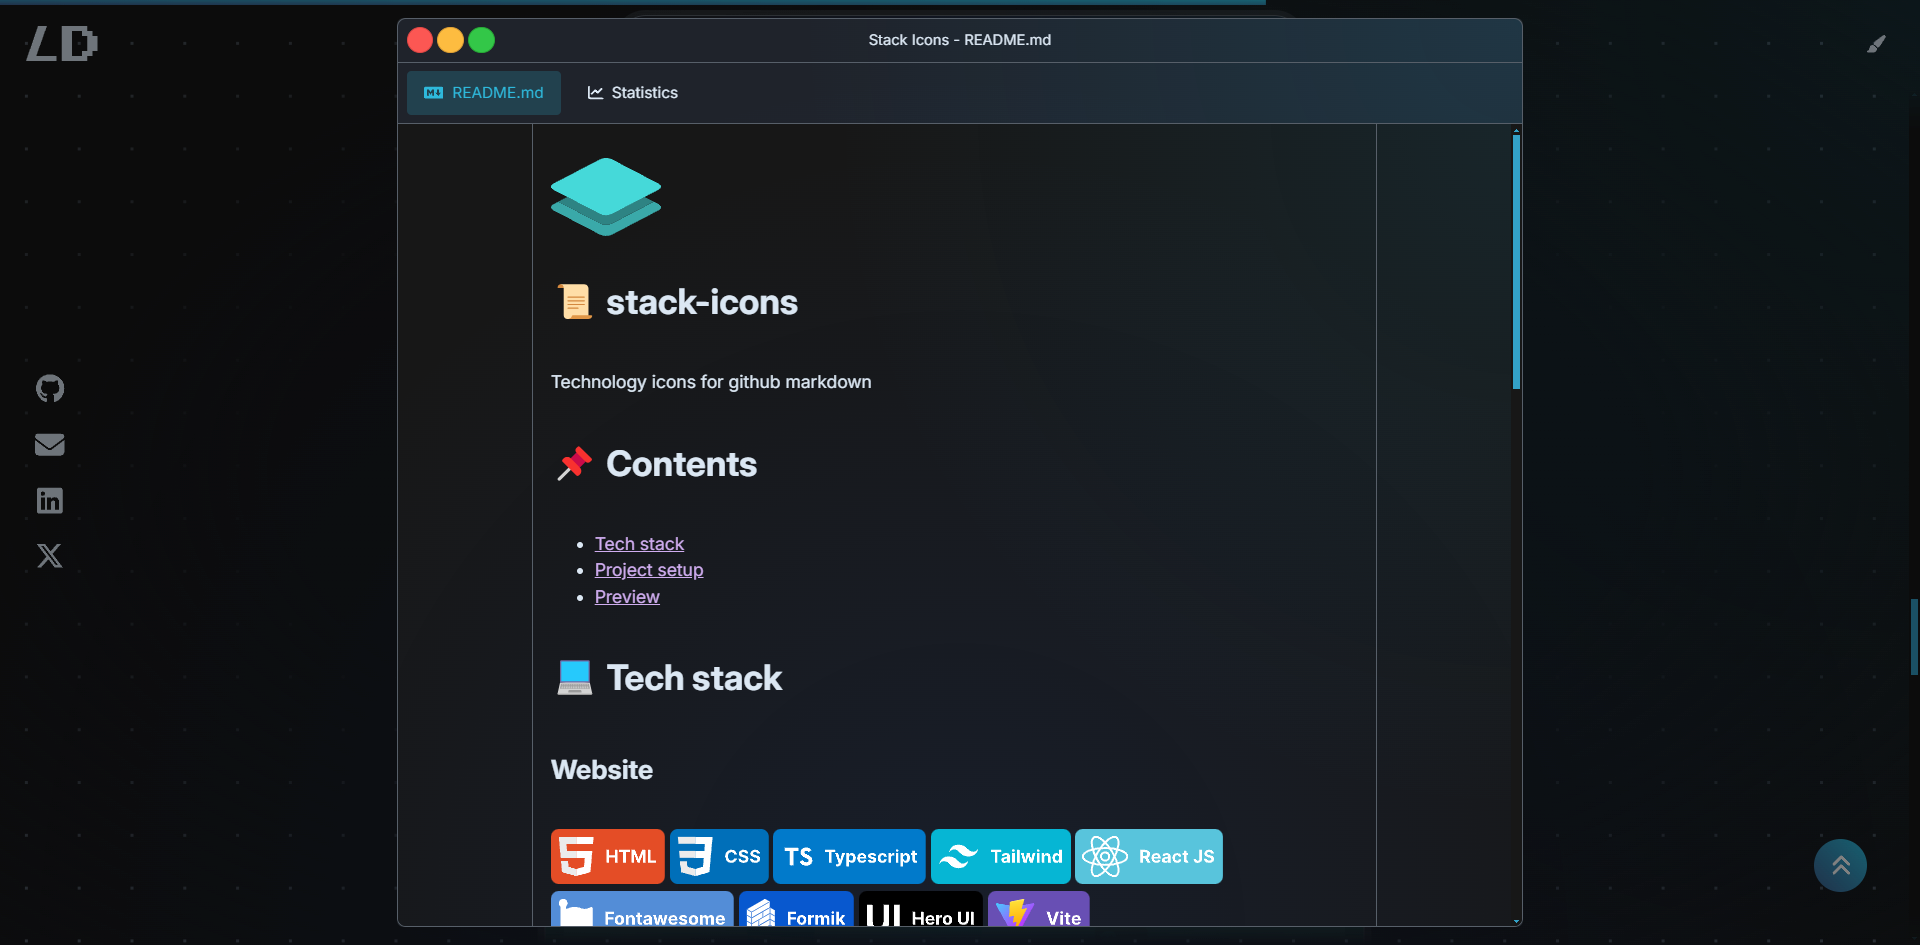 LD
Stack Icons - README.md
README.md
Statistics
stack-icons
Technology icons for github markdown
Contents
Tech stack
Project setup
Preview
Tech stack
Website
HTML
CSS
TS Typescript
Tailwind
React JS
Fontawesome
Formik
UI Hero UI
Vite